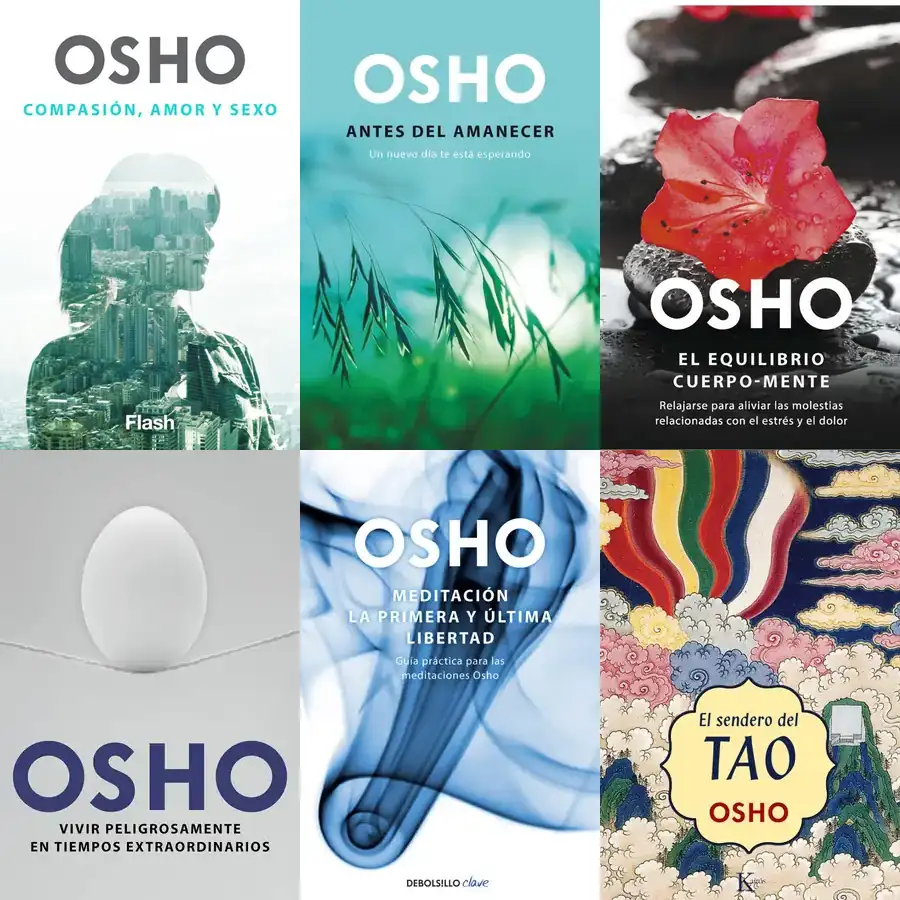 OSHO
COMPASIÓN, AMOR Y SEXO
Flash
OSHO
ANTES DEL AMANECER
Un nuevo día te está esperando
OSHO
EL EQUILIBRIO
CUERPO-MENTE
Relajarse para aliviar las molestias
relacionadas con el estrés y el dolor
OSHO
VIVIR PELIGROSAMENTE
EN TIEMPOS EXTRAORDINARIOS
OSHO
MEDITACIÓN
LA PRIMERA Y ÚLTIMA
LIBERTAD
Guía práctica para las
meditaciones Osho
DEBOLSILLO clave
El sendero del
TAO
OSHO